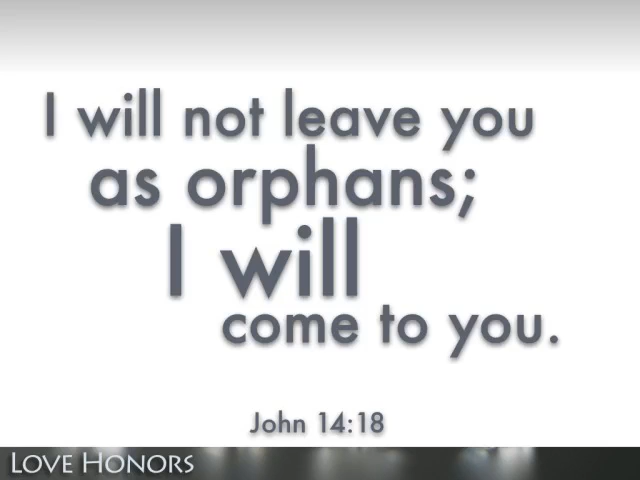 I will not leave you
as orphans;
I will
come to you.
John 14:18
LOVE HONORS